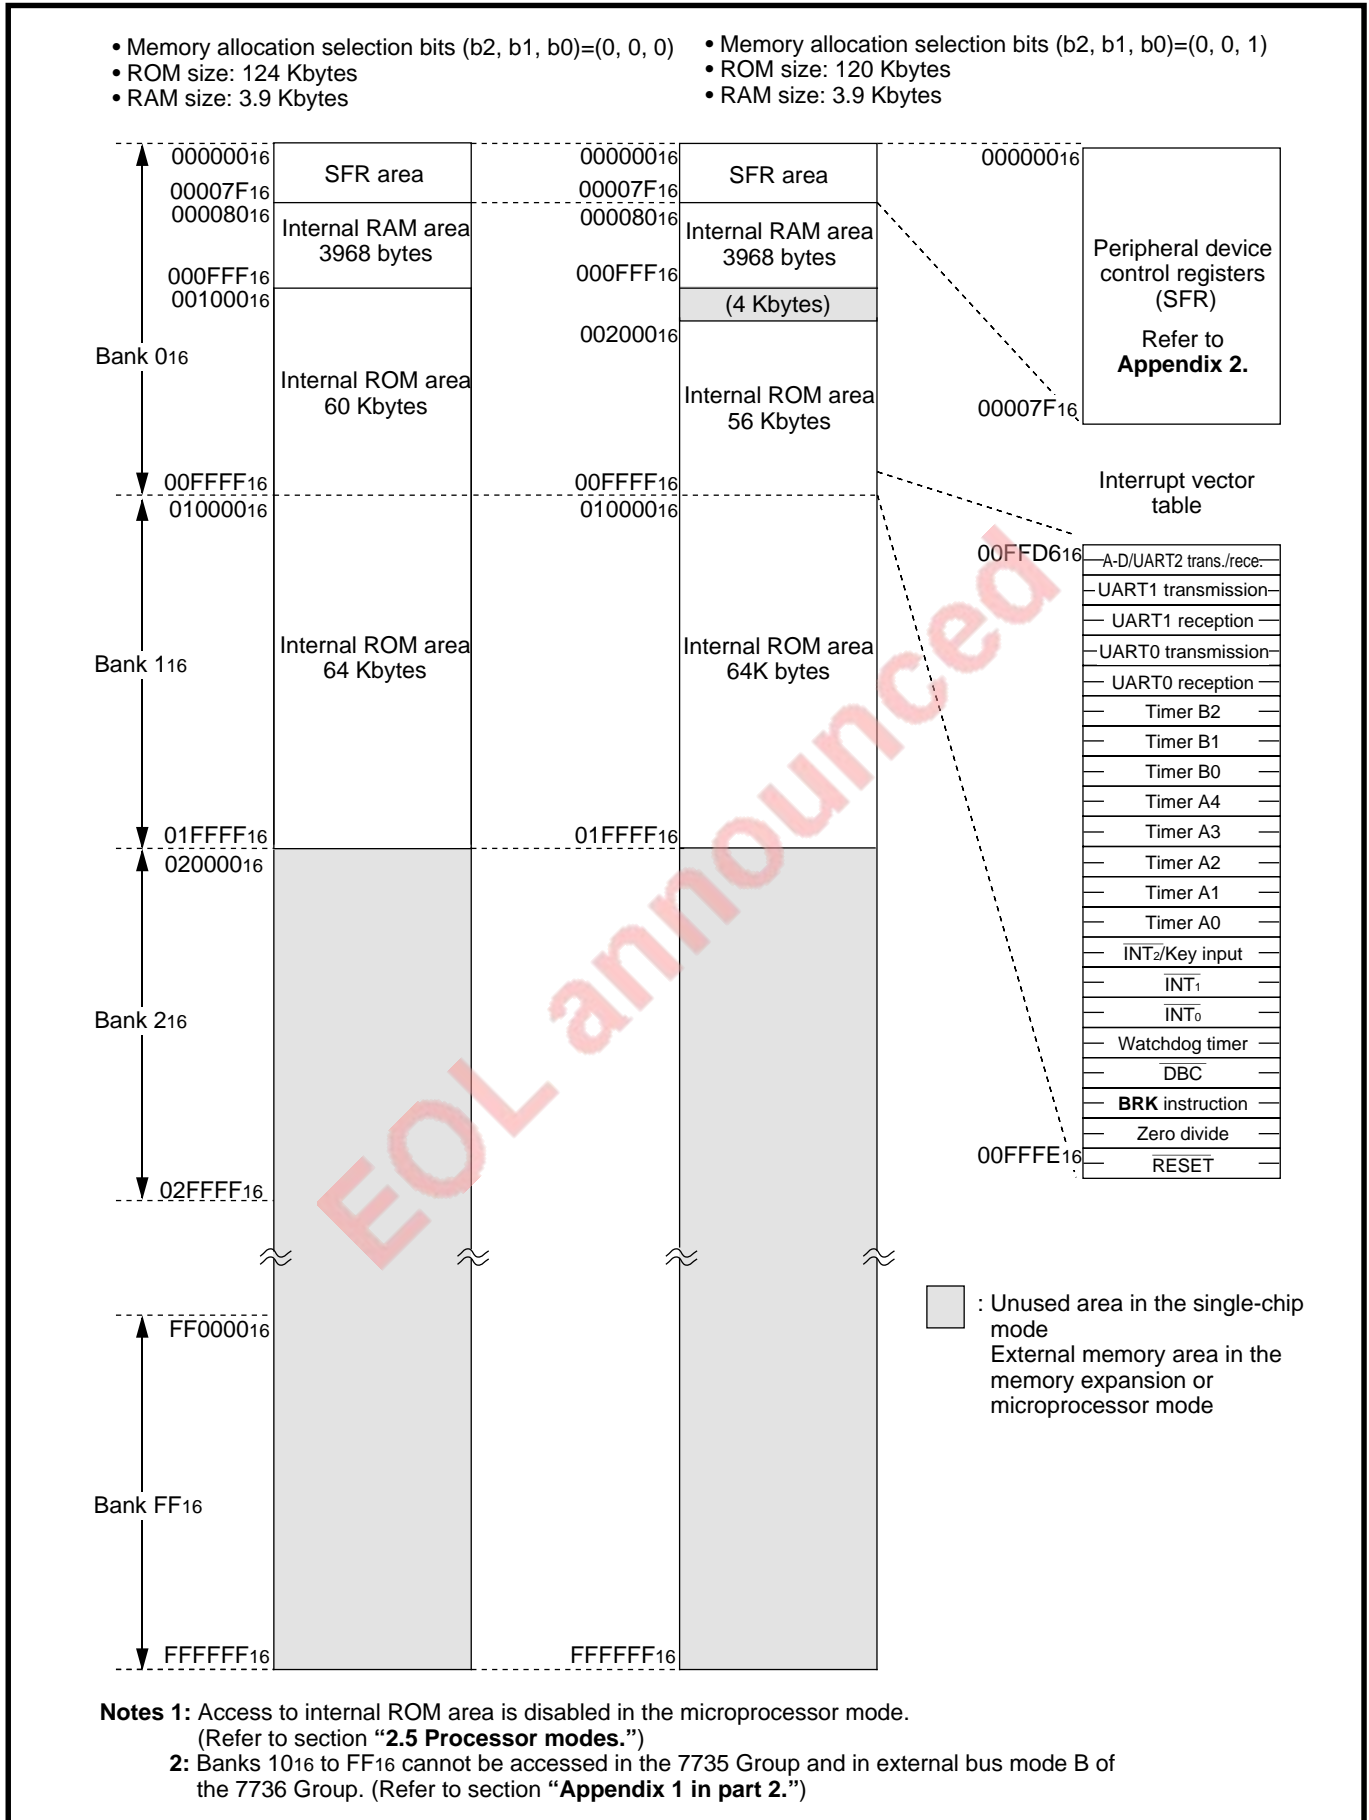 • Memory allocation selection bits (b2, b1, b0)=(0, 0, 0)
• ROM size: 124 Kbytes
• RAM size: 3.9 Kbytes
• Memory allocation selection bits (b2, b1, b0)=(0, 0, 1)
• ROM size: 120 Kbytes
• RAM size: 3.9 Kbytes
00000016
00007F16
00008016
000FFF16
00100016
Bank 016
00FFFF16
01000016
Bank 116
01FFFF16
02000016
Bank 216
02FFFF16
FF000016
Bank FF16
FFFFFF16
SFR area
Internal RAM area
3968 bytes
Internal ROM area
60 Kbytes
Internal ROM area
64 Kbytes
00000016
00007F16
00008016
000FFF16
00200016
00FFFF16
01000016
01FFFF16
FFFFFF16
SFR area
Internal RAM area
3968 bytes
(4 Kbytes)
Internal ROM area
56 Kbytes
Internal ROM area
64K bytes
00000016
00007F16
Peripheral device
control registers
(SFR)
Refer to
Appendix 2.
Interrupt vector
table
00FFD616
A-D/UART2 trans./rece.
UART1 transmission
UART1 reception
UART0 transmission
UART0 reception
Timer B2
Timer B1
Timer B0
Timer A4
Timer A3
Timer A2
Timer A1
Timer A0
INT2/Key input
INT1
INT0
Watchdog timer
DBC
BRK instruction
Zero divide
00FFFE16
RESET
EOL announced
: Unused area in the single-chip
mode
External memory area in the
memory expansion or
microprocessor mode
Notes 1: Access to internal ROM area is disabled in the microprocessor mode.
(Refer to section “2.5 Processor modes.”)
2: Banks 1016 to FF16 cannot be accessed in the 7735 Group and in external bus mode B of
the 7736 Group. (Refer to section “Appendix 1 in part 2.”)